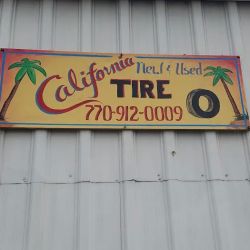 California New & Used
TIRE
770-912-0009